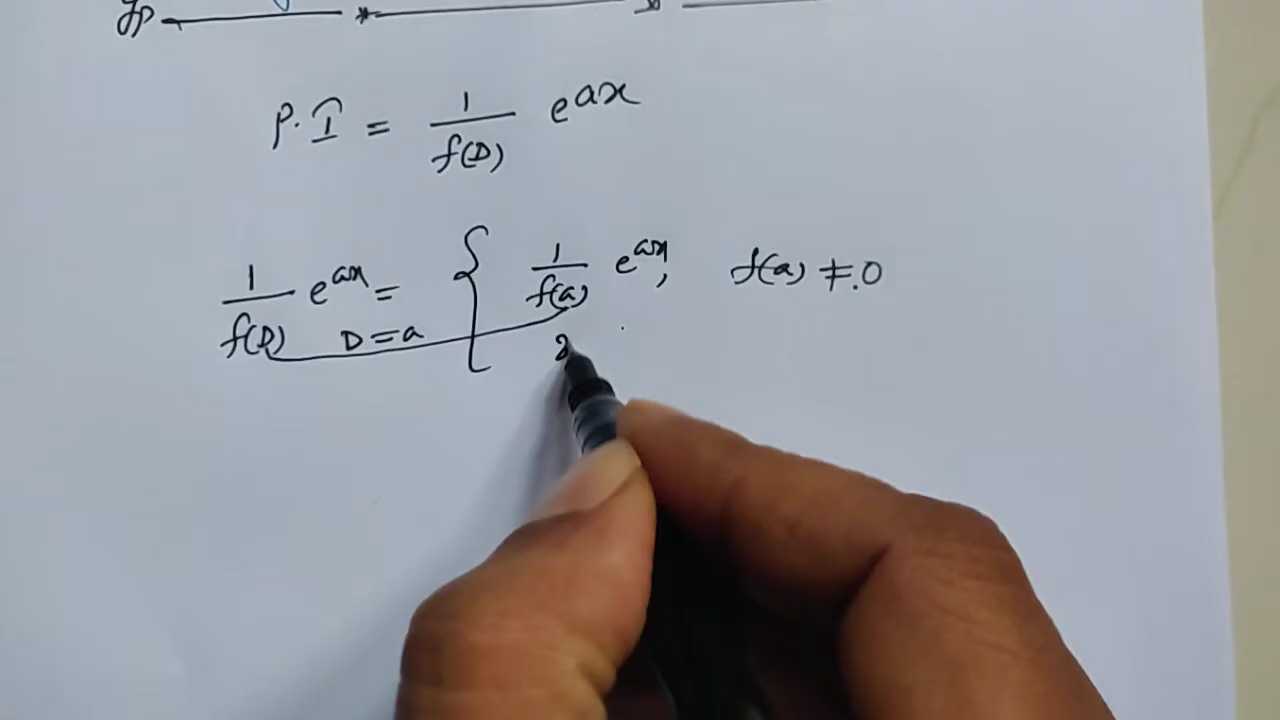 P.I = 1/f(D) e^ax
1/f(D) e^ax = { 1/f(a) e^ax, f(a) ≠ 0
D = a